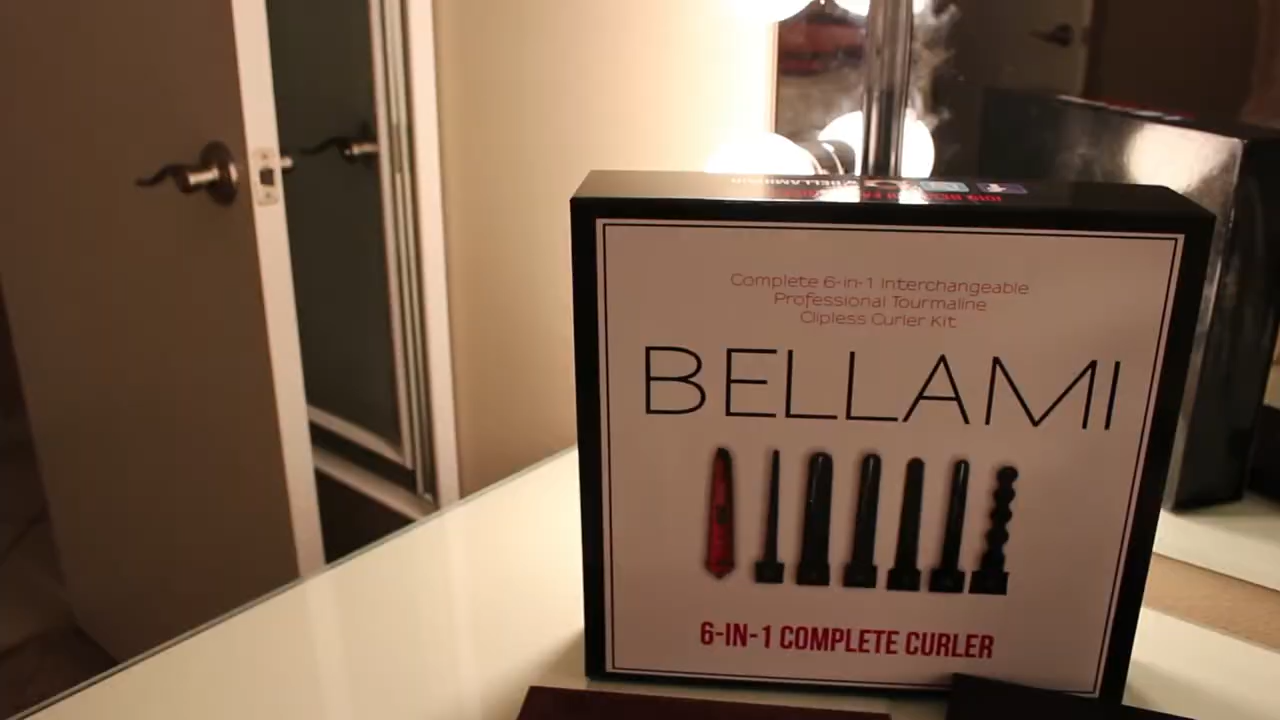 Complete 6-in-1 Interchangeable
Professional Tourmaline
Clipless Curler Kit
BELLAMI
6-IN-1 COMPLETE CURLER